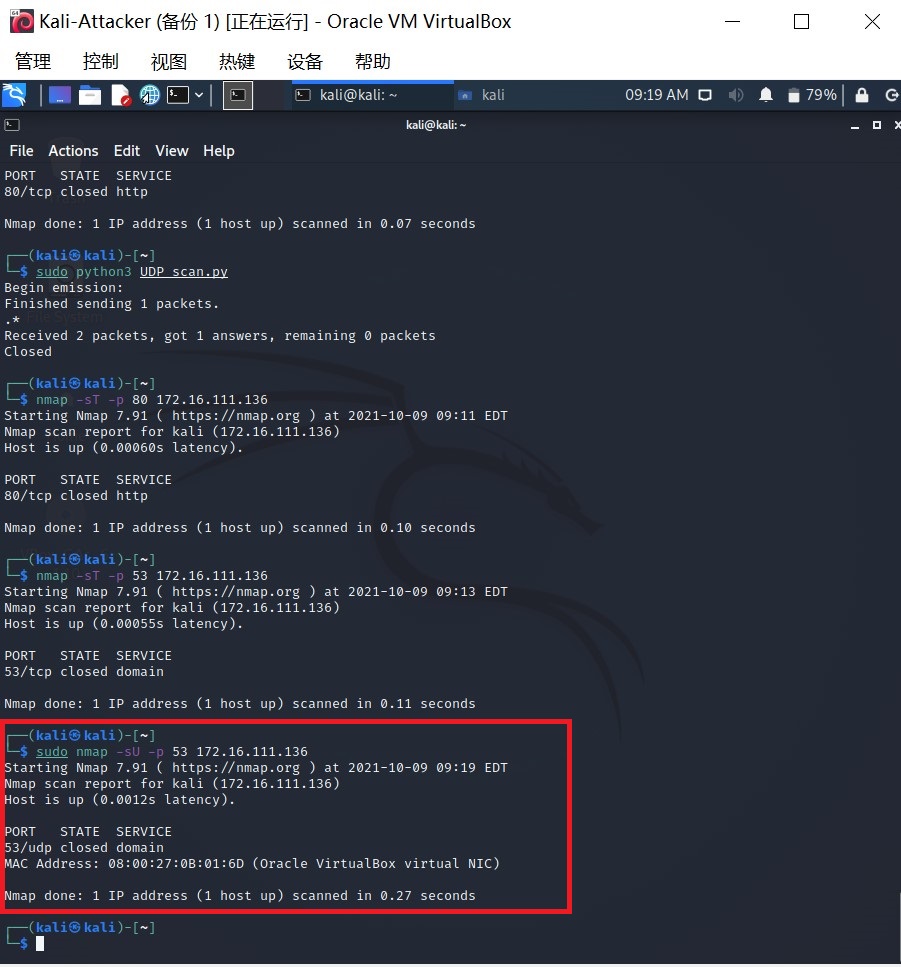 Kali-Attacker (备份 1) [正在运行] - Oracle VM VirtualBox
管理 控制 视图 热键 设备 帮助
kali@kali: ~ kali 09:19 AM 79%
kali@kali: ~
File Actions Edit View Help
PORT   STATE  SERVICE
80/tcp closed http
Nmap done: 1 IP address (1 host up) scanned in 0.07 seconds
┌──(kali㉿kali)-[~]
└─$ sudo python3 UDP_scan.py
Begin emission:
Finished sending 1 packets.
.*
Received 2 packets, got 1 answers, remaining 0 packets
Closed
┌──(kali㉿kali)-[~]
└─$ nmap -sT -p 80 172.16.111.136
Starting Nmap 7.91 ( https://nmap.org ) at 2021-10-09 09:11 EDT
Nmap scan report for kali (172.16.111.136)
Host is up (0.00060s latency).
PORT   STATE  SERVICE
80/tcp closed http
Nmap done: 1 IP address (1 host up) scanned in 0.10 seconds
┌──(kali㉿kali)-[~]
└─$ nmap -sT -p 53 172.16.111.136
Starting Nmap 7.91 ( https://nmap.org ) at 2021-10-09 09:13 EDT
Nmap scan report for kali (172.16.111.136)
Host is up (0.00055s latency).
PORT   STATE  SERVICE
53/tcp closed domain
Nmap done: 1 IP address (1 host up) scanned in 0.11 seconds
┌──(kali㉿kali)-[~]
└─$ sudo nmap -sU -p 53 172.16.111.136
Starting Nmap 7.91 ( https://nmap.org ) at 2021-10-09 09:19 EDT
Nmap scan report for kali (172.16.111.136)
Host is up (0.0012s latency).
PORT   STATE  SERVICE
53/udp closed domain
MAC Address: 08:00:27:0B:01:6D (Oracle VirtualBox virtual NIC)
Nmap done: 1 IP address (1 host up) scanned in 0.27 seconds
┌──(kali㉿kali)-[~]
└─$